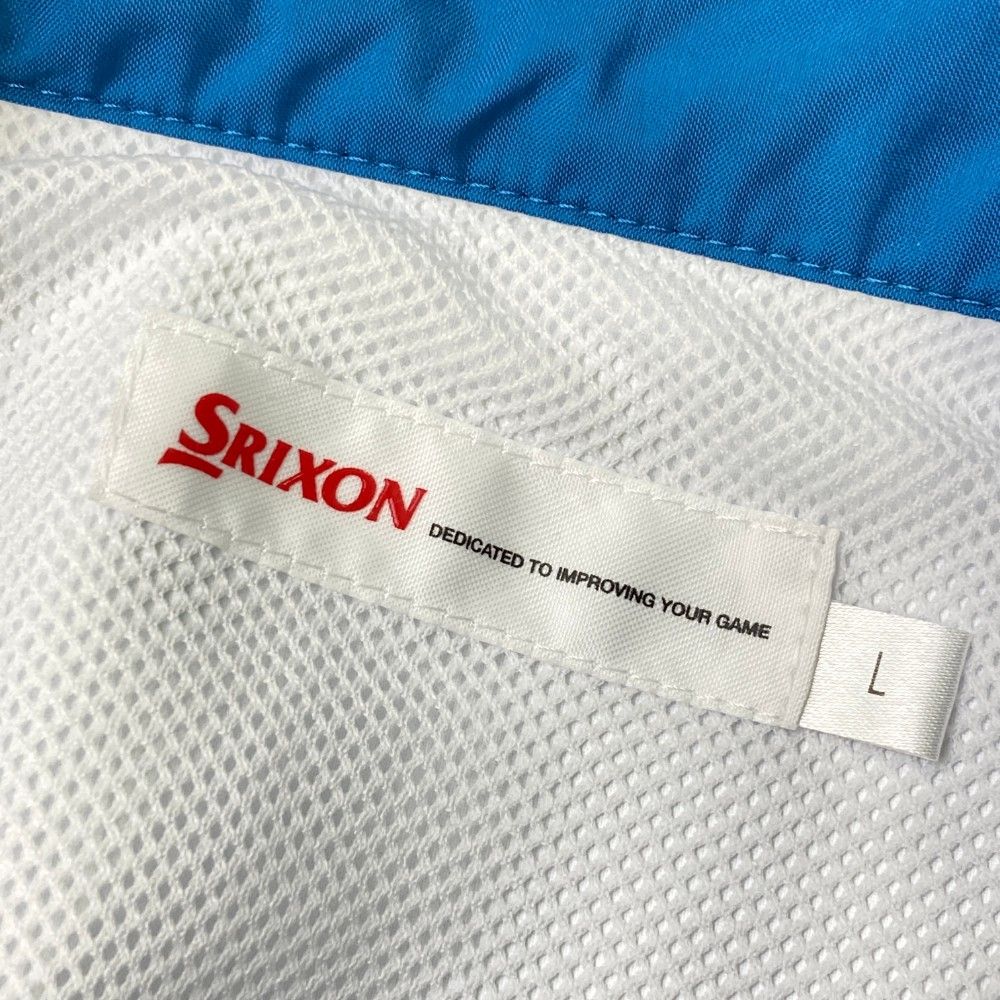 SRIXON
DEDICATED TO IMPROVING YOUR GAME
L